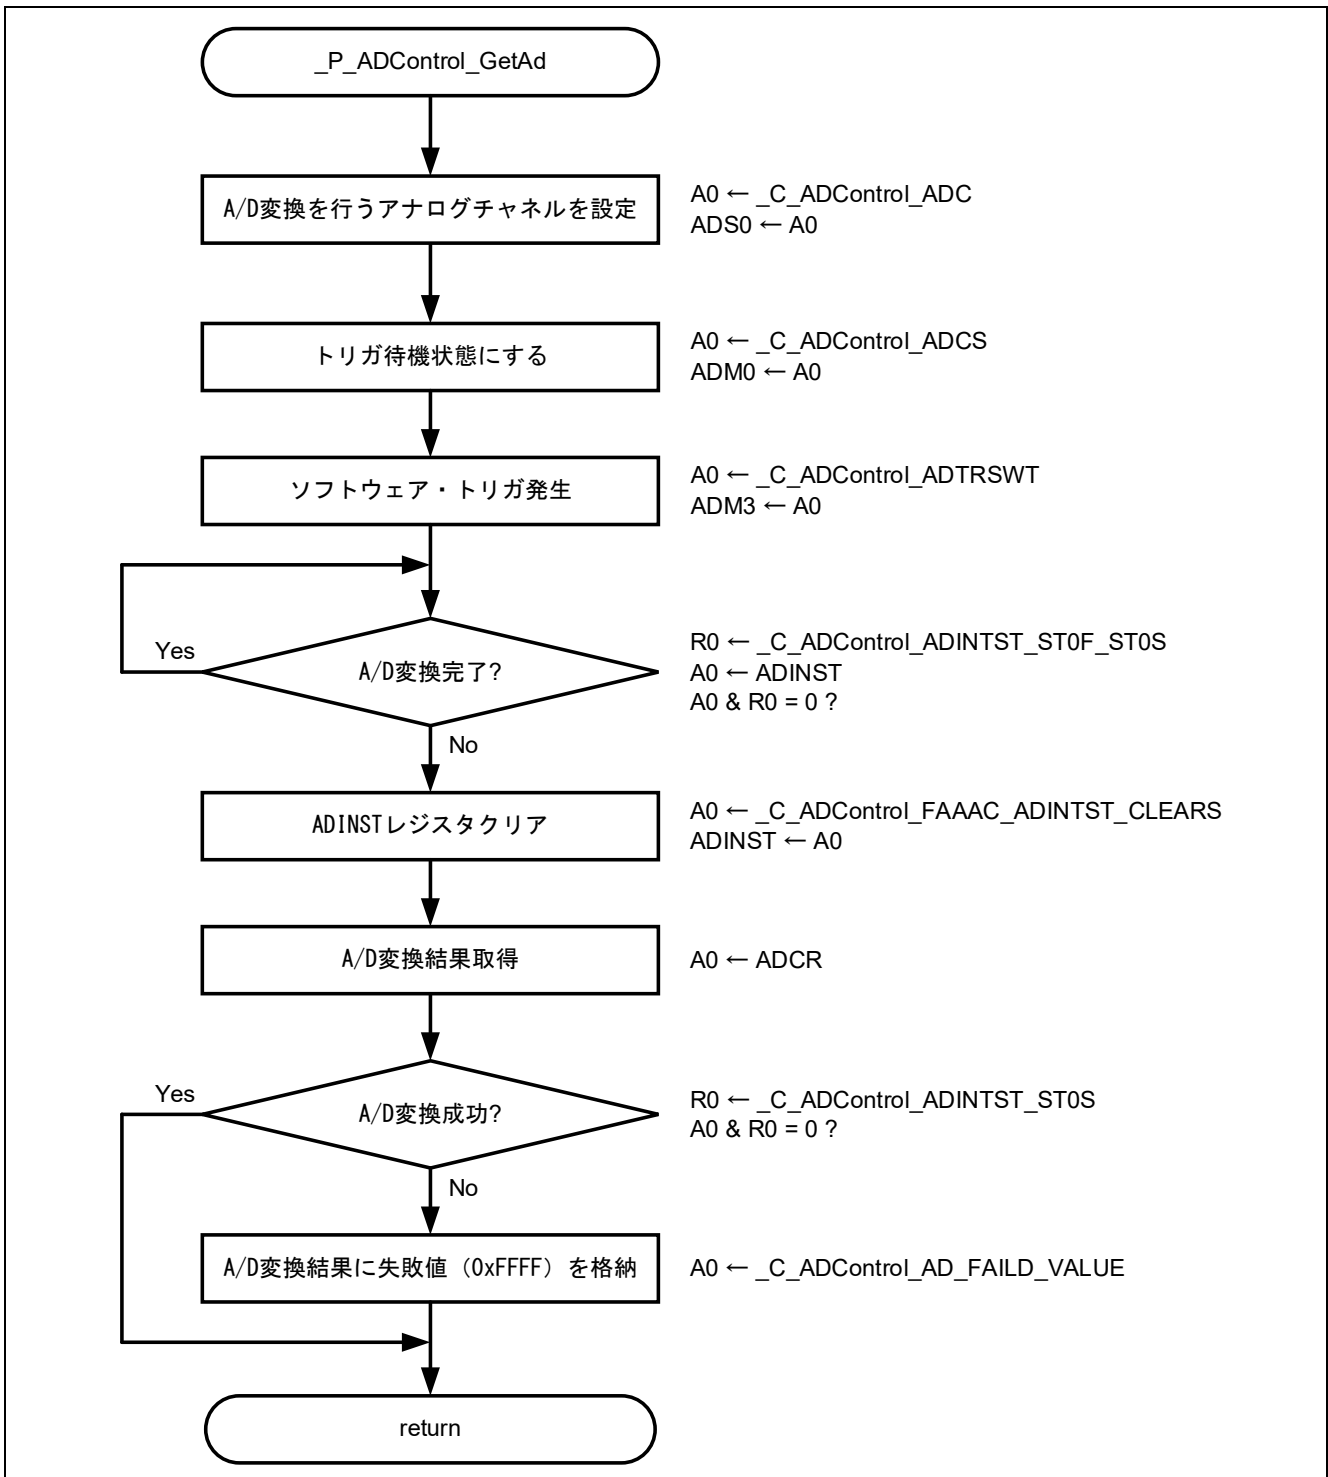 _P_ADControl_GetAd
A/D変換を行うアナログチャネルを設定
A0 ← _C_ADControl_ADC
ADS0 ← A0
トリガ待機状態にする
A0 ← _C_ADControl_ADCS
ADM0 ← A0
ソフトウェア・トリガ発生
A0 ← _C_ADControl_ADTRSWT
ADM3 ← A0
Yes
A/D変換完了?
R0 ← _C_ADControl_ADINTST_ST0F_ST0S
A0 ← ADINST
A0 & R0 = 0 ?
No
ADINSTレジスタクリア
A0 ← _C_ADControl_FAAAC_ADINTST_CLEARS
ADINST ← A0
A/D変換結果取得
A0 ← ADCR
Yes
A/D変換成功?
R0 ← _C_ADControl_ADINTST_ST0S
A0 & R0 = 0 ?
No
A/D変換結果に失敗値（0xFFFF）を格納
A0 ← _C_ADControl_AD_FAILD_VALUE
return